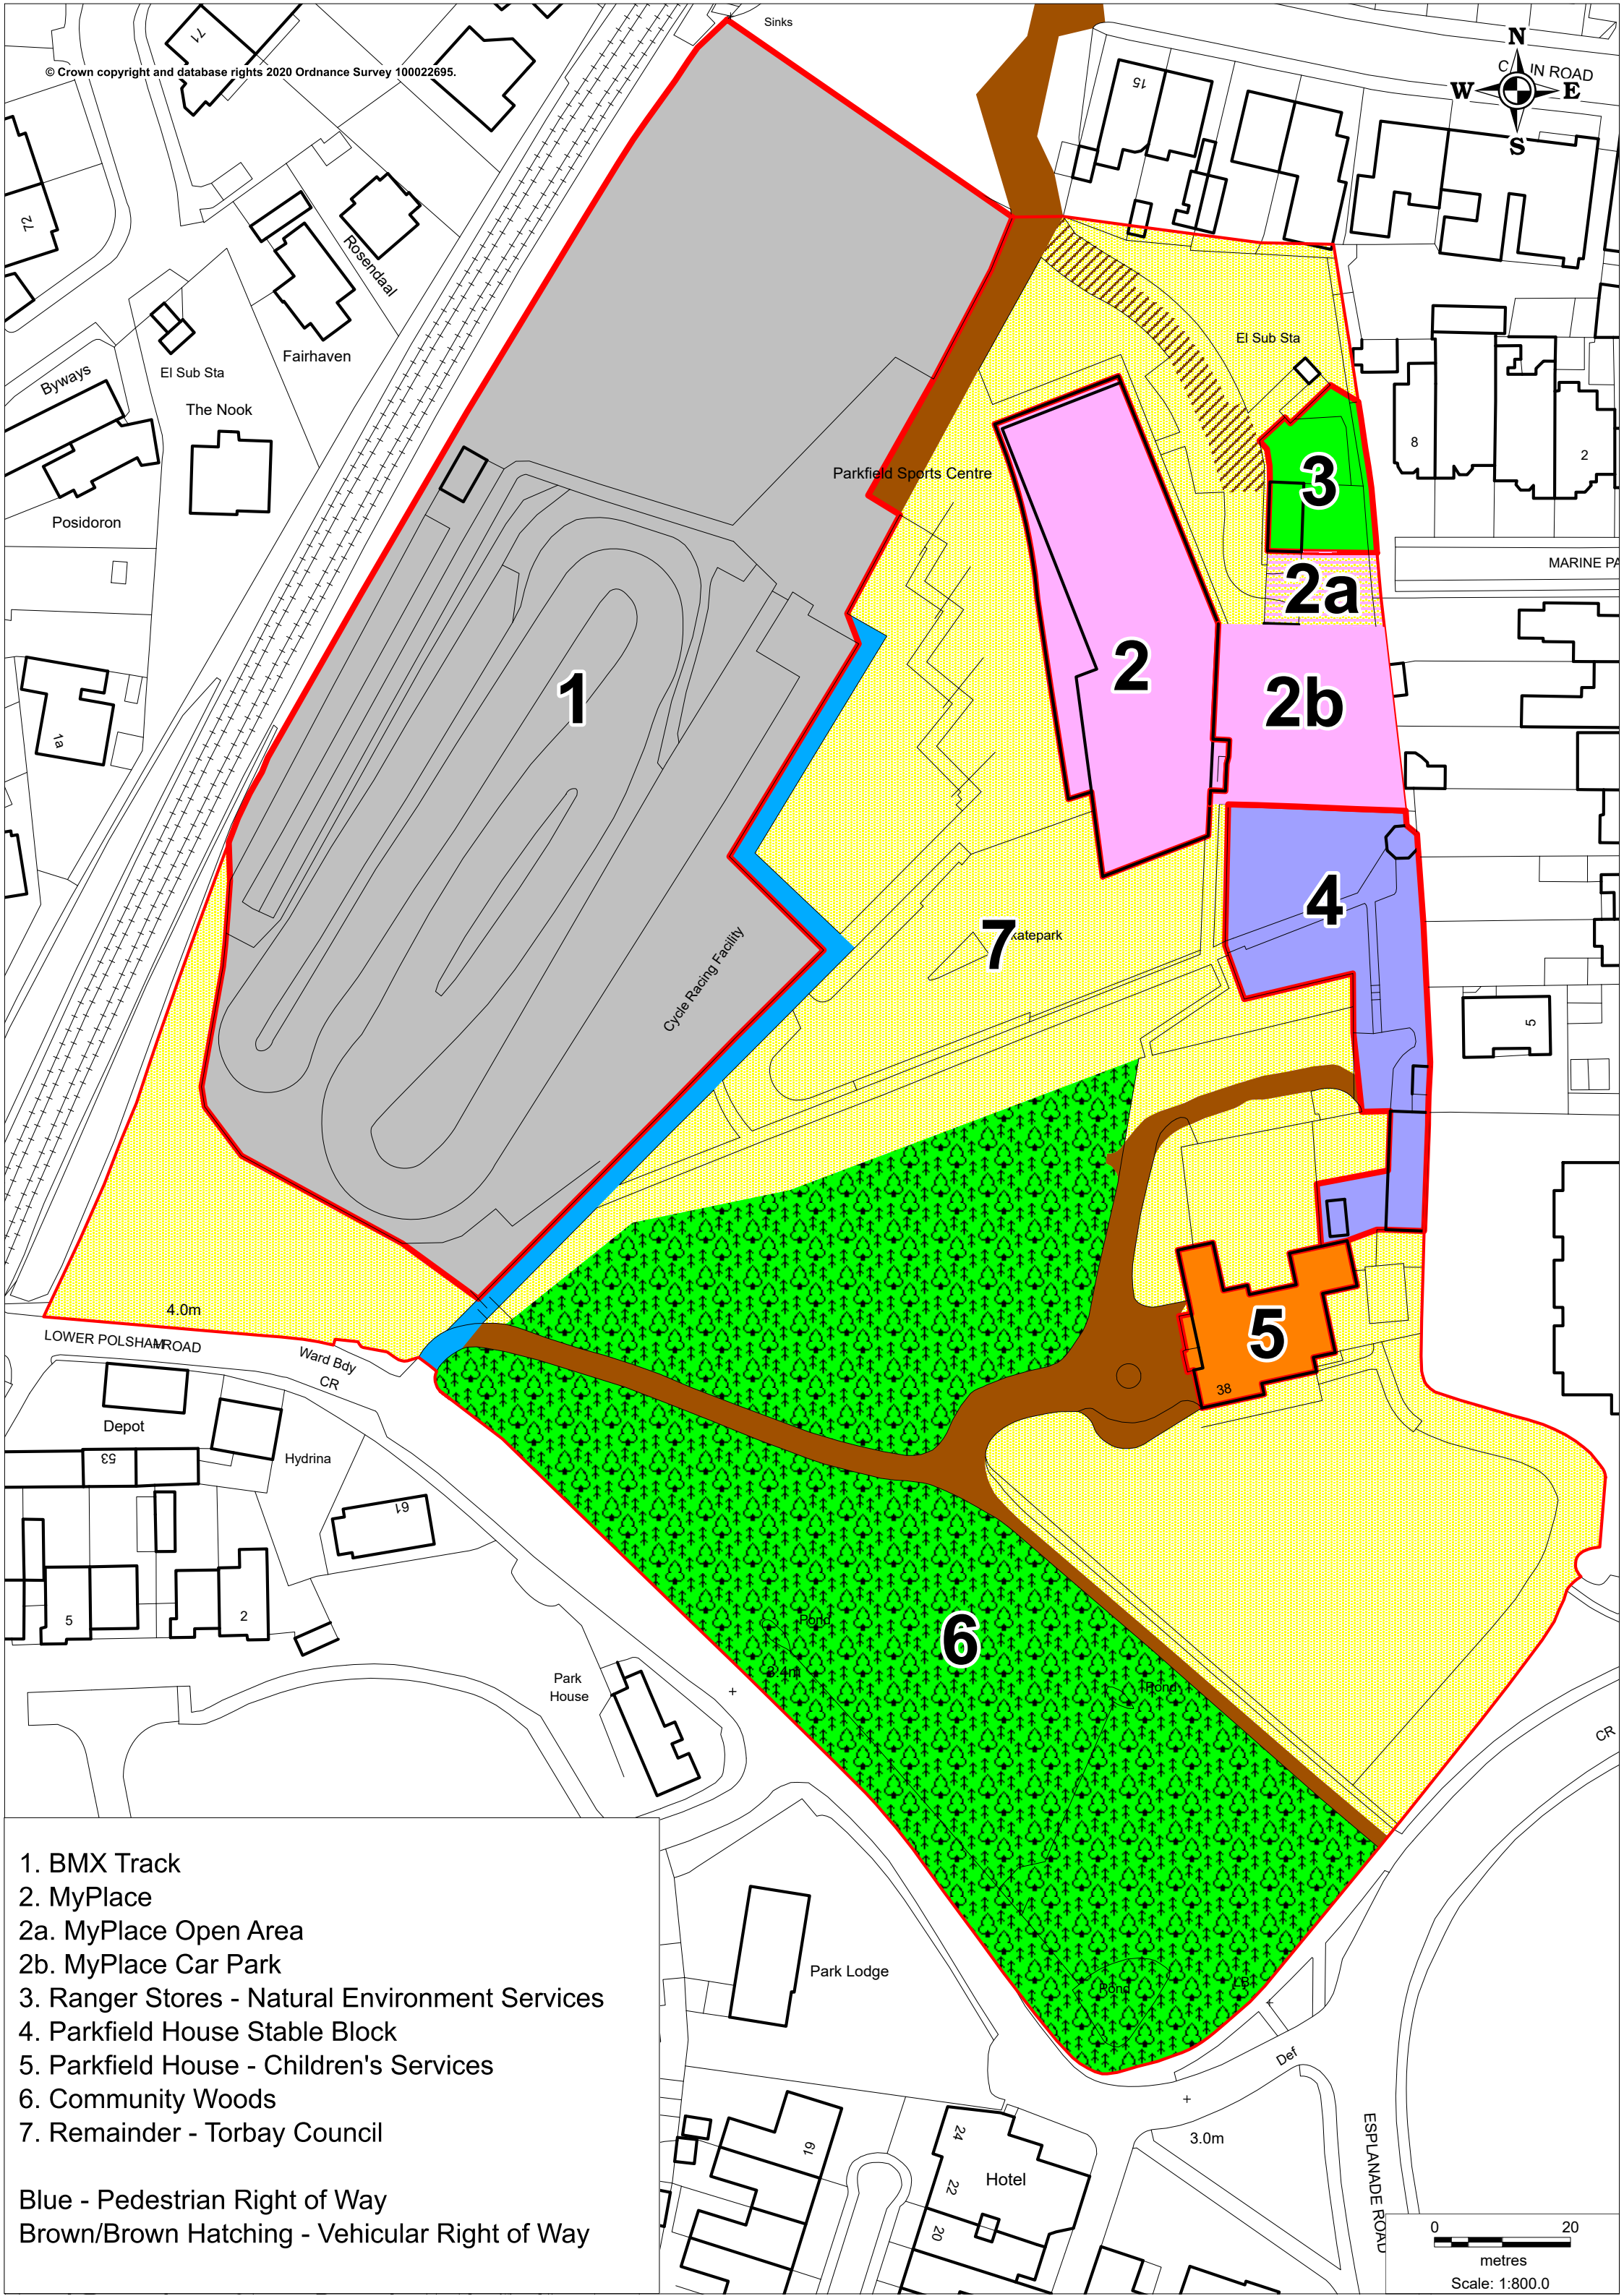 Sinks
71
© Crown copyright and database rights 2020 Ordnance Survey 100022695.
N
W E
S
IN ROAD
15
72
Rosendaal
Fairhaven
El Sub Sta
El Sub Sta
Byways
The Nook
Posidoron
Parkfield Sports Centre
8
2
3
MARINE PA
2a
1
2
2b
1a
4
7
katepark
Cycle Racing Facility
5
4.0m
LOWER POLSHAM ROAD
Ward Bdy
CR
5
38
Depot
53
Hydrina
61
5
2
6
Pond
3.4m
Pond
Park
House
CR
Park Lodge
Pond
LB
Def
3.0m
19
24
22
20
Hotel
ESPLANADE ROAD
1. BMX Track
2. MyPlace
2a. MyPlace Open Area
2b. MyPlace Car Park
3. Ranger Stores - Natural Environment Services
4. Parkfield House Stable Block
5. Parkfield House - Children's Services
6. Community Woods
7. Remainder - Torbay Council
Blue - Pedestrian Right of Way
Brown/Brown Hatching - Vehicular Right of Way
0 20
metres
Scale: 1:800.0